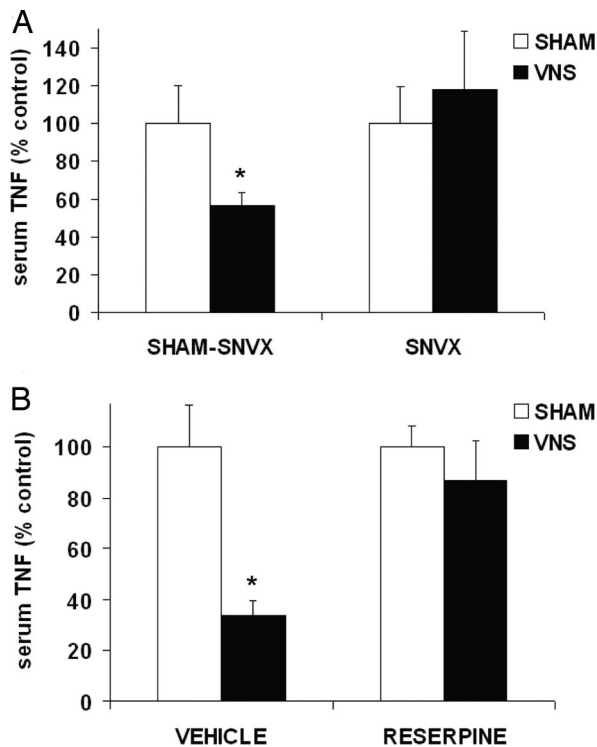 A
serum TNF (% control)
140
120
100
80
60
40
20
0
*
SHAM
VNS
SHAM-SNVX SNVX
B
serum TNF (% control)
100
80
60
40
20
0
*
SHAM
VNS
VEHICLE RESERPINE